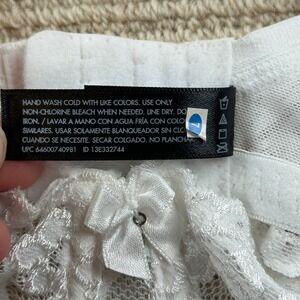 HAND WASH COLD WITH LIKE COLORS. USE ONLY
NON-CHLORINE BLEACH WHEN NEEDED. LINE DRY. DO
IRON. / LAVAR A MANO CON AGUA FRÍA CON COLO
SIMILARES. USAR SOLAMENTE BLANQUEADOR SIN CLO
CUANDO SE NECESITE. SECAR COLGADO. NO PLANCHA
UPC 646007409B1 ID 13E332744